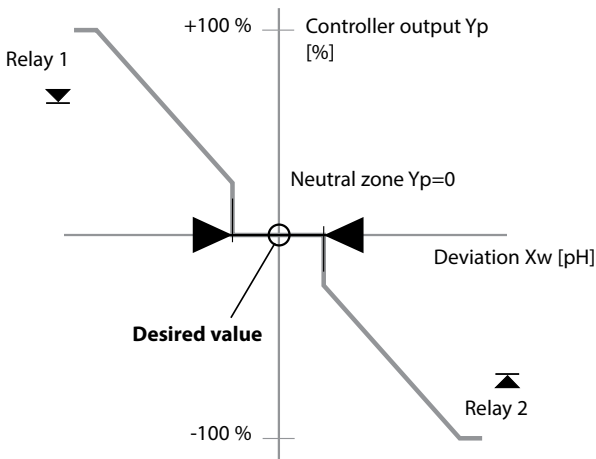 +100 %
Controller output Yp
[%]
Relay 1
Neutral zone Yp=0
Deviation Xw [pH]
Desired value
Relay 2
-100 %